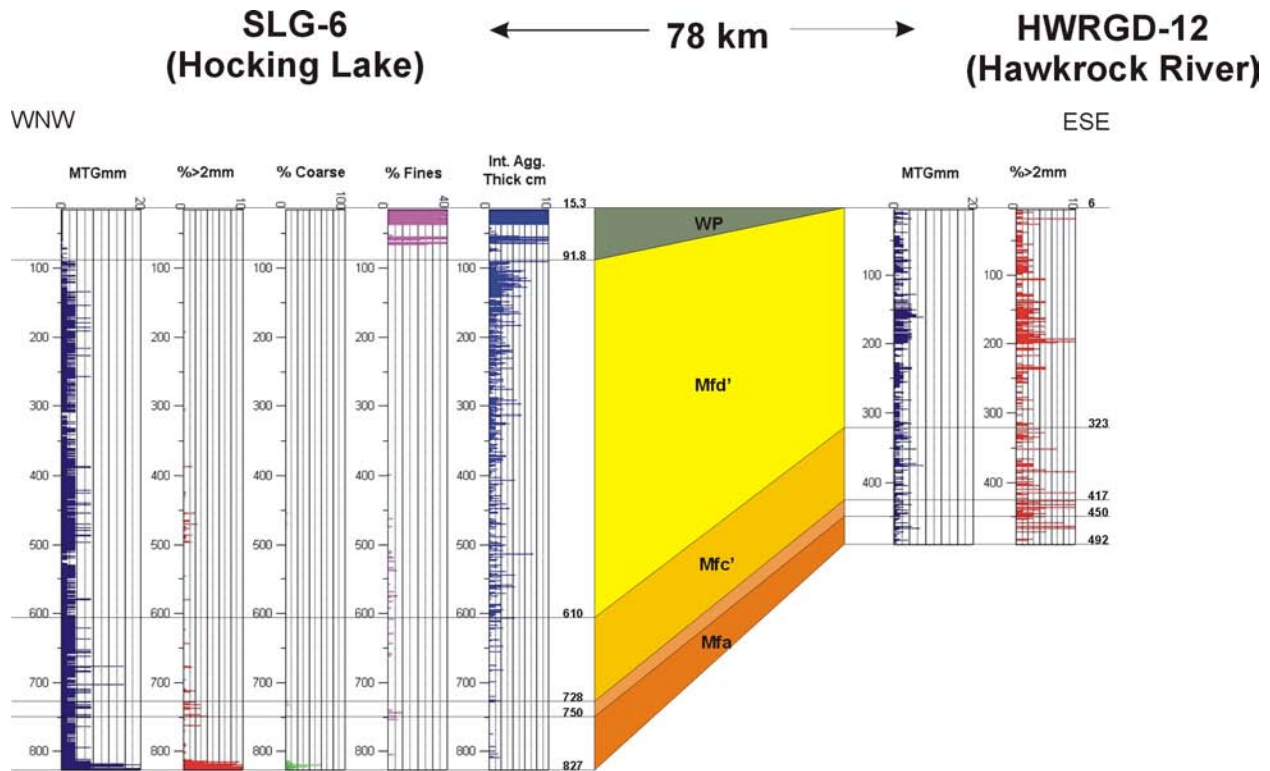 SLG-6
(Hocking Lake)
78 km
HWRGD-12
(Hawkrock River)
WNW
ESE
MTGmm
%>2mm
% Coarse
% Fines
Int. Agg.
Thick cm
MTGmm
%>2mm
0 20
0 10
0 100
0 40
0 10
0 20
0 10
15.3
6
91.8
WP
100 100 100 100 100
100 100
200 200 200 200 200
200 200
300 300 300 300 300
300 300
323
Mfd'
400 400 400 400 400
400 400
417
450
492
500 500 500 500 500
Mfc'
600 600 600 600 600
610
Mfa
700 700 700 700 700
728
750
800 800 800 800 800
827